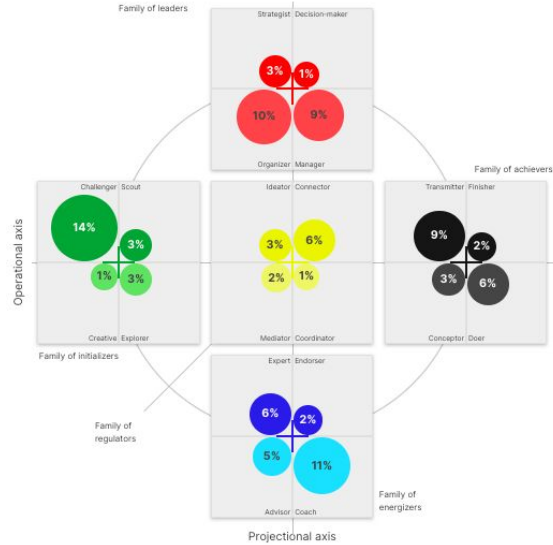 Family of leaders
Strategist Decision-maker
3% 1%
10% 9%
Organizer Manager
Family of achievers
Challenger Scout
14% 3%
1% 3%
Creative Explorer
Ideator Connector
3% 6%
2% 1%
Mediator Coordinator
Transmitter Finisher
9% 2%
3% 6%
Conceptor Doer
Operational axis
Family of initializers
Expert Endorser
6% 2%
5% 11%
Advisor Coach
Family of
regulators
Family of
energizers
Projectional axis